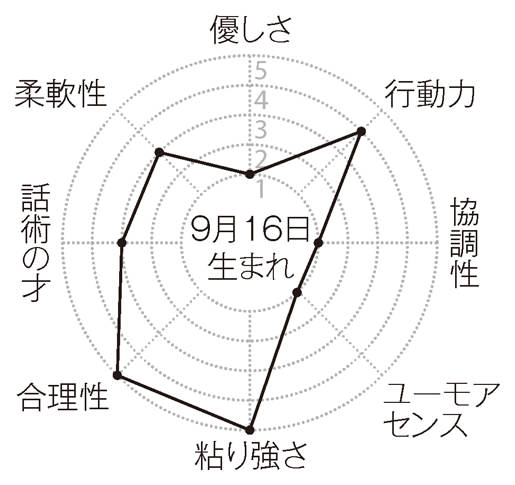 優しさ
行動力
協調性
ユーモア
センス
粘り強さ
合理性
話術の才
柔軟性
5
4
3
2
1
9月16日
生まれ